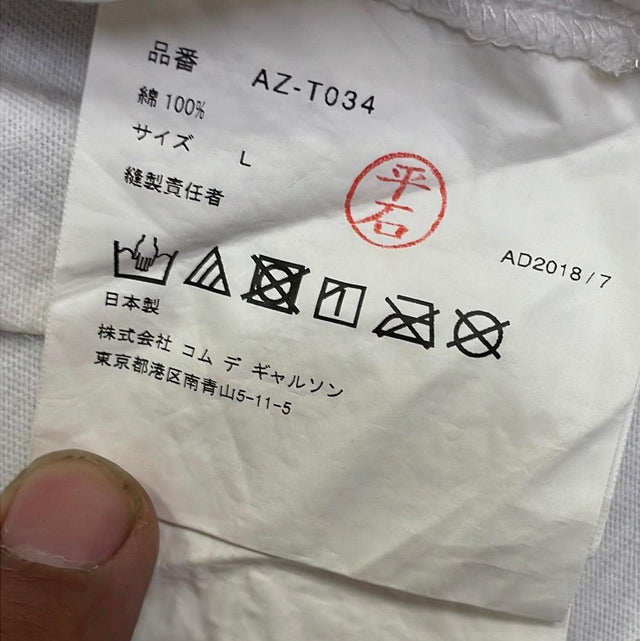 品番 AZ-T034
綿 100%
サイズ L
縫製責任者 平石
AD2018/7
日本製
株式会社 コム デ ギャルソン
東京都港区南青山5-11-5